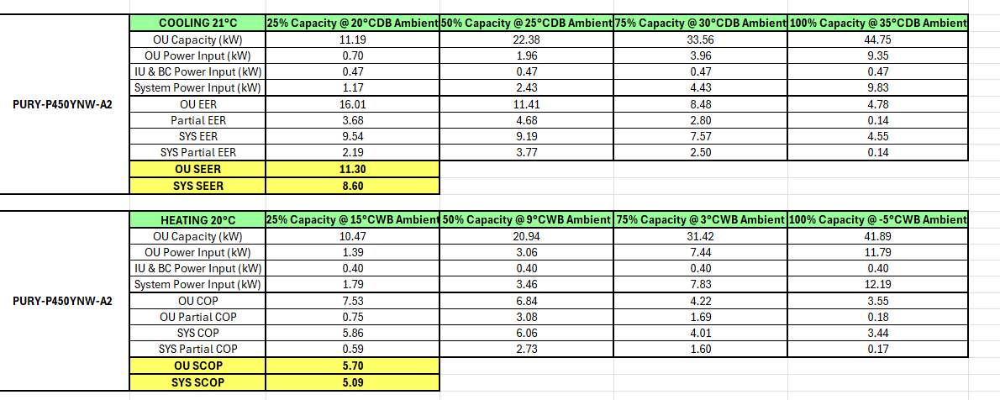 COOLING 21°C 25% Capacity @ 20°CDB Ambient 50% Capacity @ 25°CDB Ambient 75% Capacity @ 30°CDB Ambient 100% Capacity @ 35°CDB Ambient
OU Capacity (kW) 11.19 22.38 33.56 44.75
OU Power Input (kW) 0.70 1.96 3.96 9.35
IU & BC Power Input (kW) 0.47 0.47 0.47 0.47
System Power Input (kW) 1.17 2.43 4.43 9.83
PURY-P450YNW-A2 OU EER 16.01 11.41 8.48 4.78
Partial EER 3.68 4.68 2.80 0.14
SYS EER 9.54 9.19 7.57 4.55
SYS Partial EER 2.19 3.77 2.50 0.14
OU SEER 11.30
SYS SEER 8.60
HEATING 20°C 25% Capacity @ 15°CWB Ambient 50% Capacity @ 9°CWB Ambient 75% Capacity @ 3°CWB Ambient 100% Capacity @ -5°CWB Ambient
OU Capacity (kW) 10.47 20.94 31.42 41.89
OU Power Input (kW) 1.39 3.06 7.44 11.79
IU & BC Power Input (kW) 0.40 0.40 0.40 0.40
System Power Input (kW) 1.79 3.46 7.83 12.19
PURY-P450YNW-A2 OU COP 7.53 6.84 4.22 3.55
OU Partial COP 0.75 3.08 1.69 0.18
SYS COP 5.86 6.06 4.01 3.44
SYS Partial COP 0.59 2.73 1.60 0.17
OU SCOP 5.70
SYS SCOP 5.09